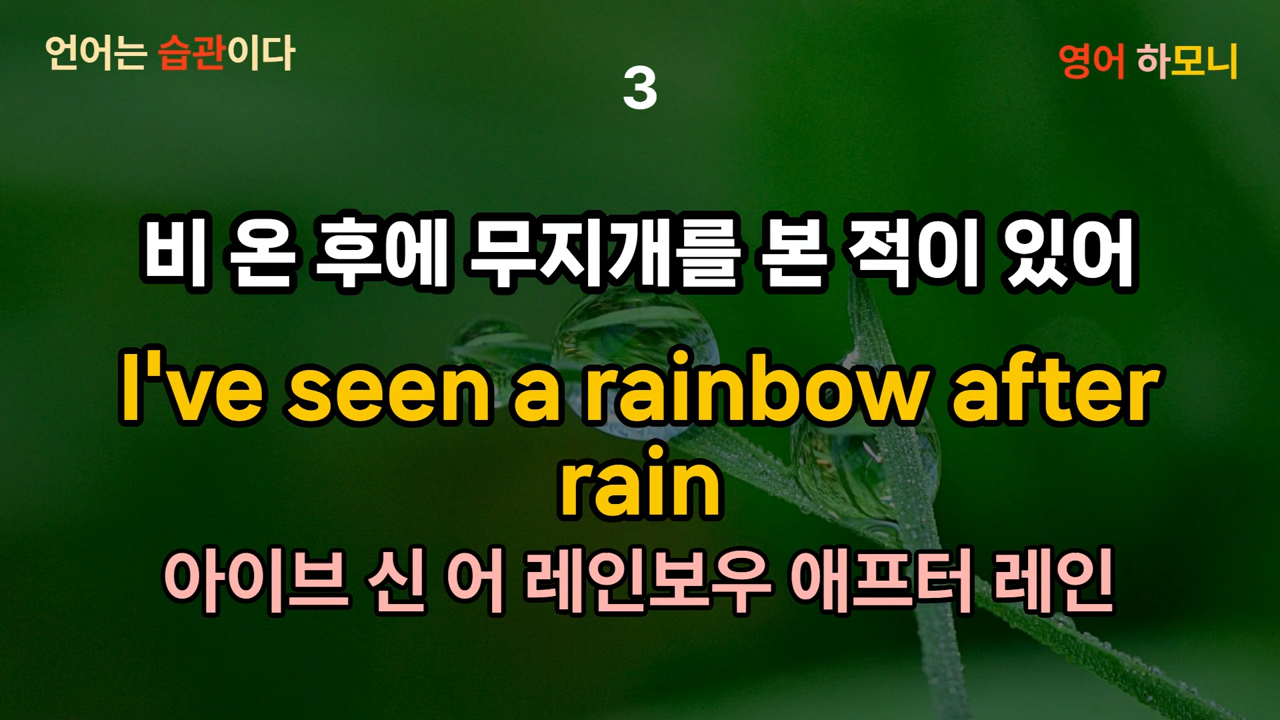 언어는 습관이다
영어 하모니
3
비 온 후에 무지개를 본 적이 있어
I've seen a rainbow after
rain
아이브 신 어 레인보우 애프터 레인